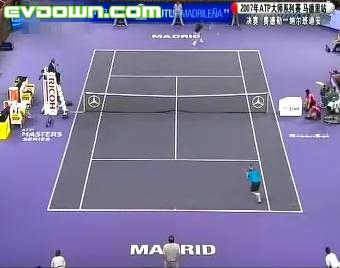 evdown.com
2007年ATP大师系列赛 马德里站
决赛 费德勒－纳尔班迪安
MADRILEÑA
RICOH
MADRID
ATP
MASTERS
SERIES
MADRID